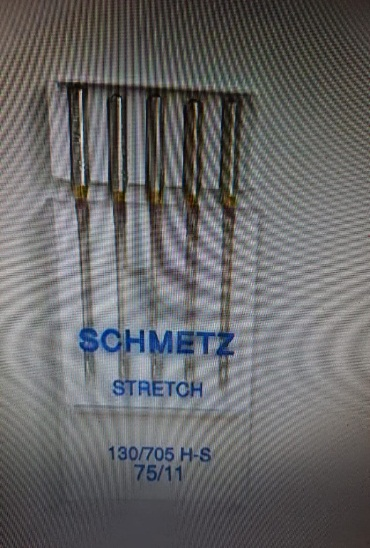 SCHMETZ
STRETCH
130/705 H-S
75/11